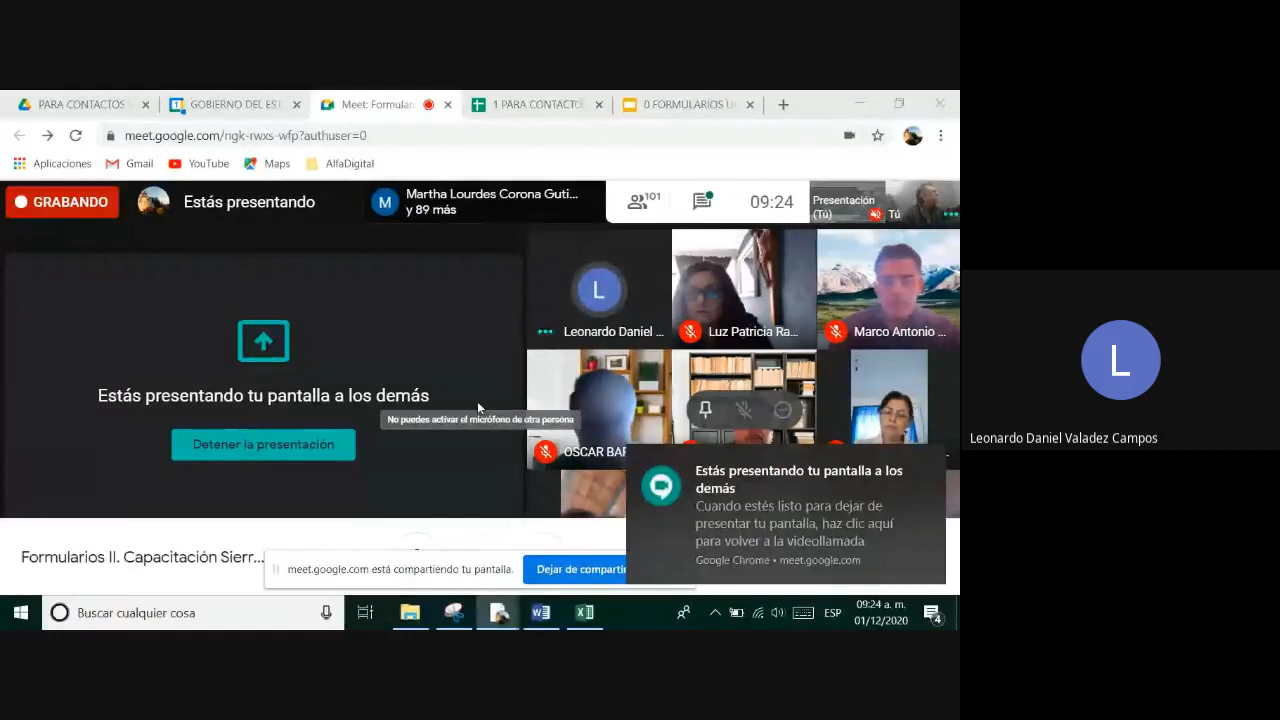 PARA CONTACTOS
GOBIERNO DEL EST
Meet: Formular
1 PARA CONTACTO
0 FORMULARIOS U
meet.google.com/ngk-rwxs-wfp?authuser=0
Aplicaciones
Gmail
YouTube
Maps
AlfaDigital
GRABANDO
Estás presentando
M
Martha Lourdes Corona Guti...
y 89 más
101
09:24
Presentación
(Tú)
Tú
L
Leonardo Daniel ...
Luz Patricia Ra...
Marco Antonio ...
Estás presentando tu pantalla a los demás
No puedes activar el micrófono de otra persona
Detener la presentación
OSCAR BAR
Estás presentando tu pantalla a los
demás
Cuando estés listo para dejar de
presentar tu pantalla, haz clic aquí
para volver a la videollamada
Google Chrome • meet.google.com
Formularios II. Capacitación Sierr...
meet.google.com está compartiendo tu pantalla.
Dejar de compartir
Buscar cualquier cosa
ESP
09:24 a. m.
01/12/2020
4
L
Leonardo Daniel Valadez Campos